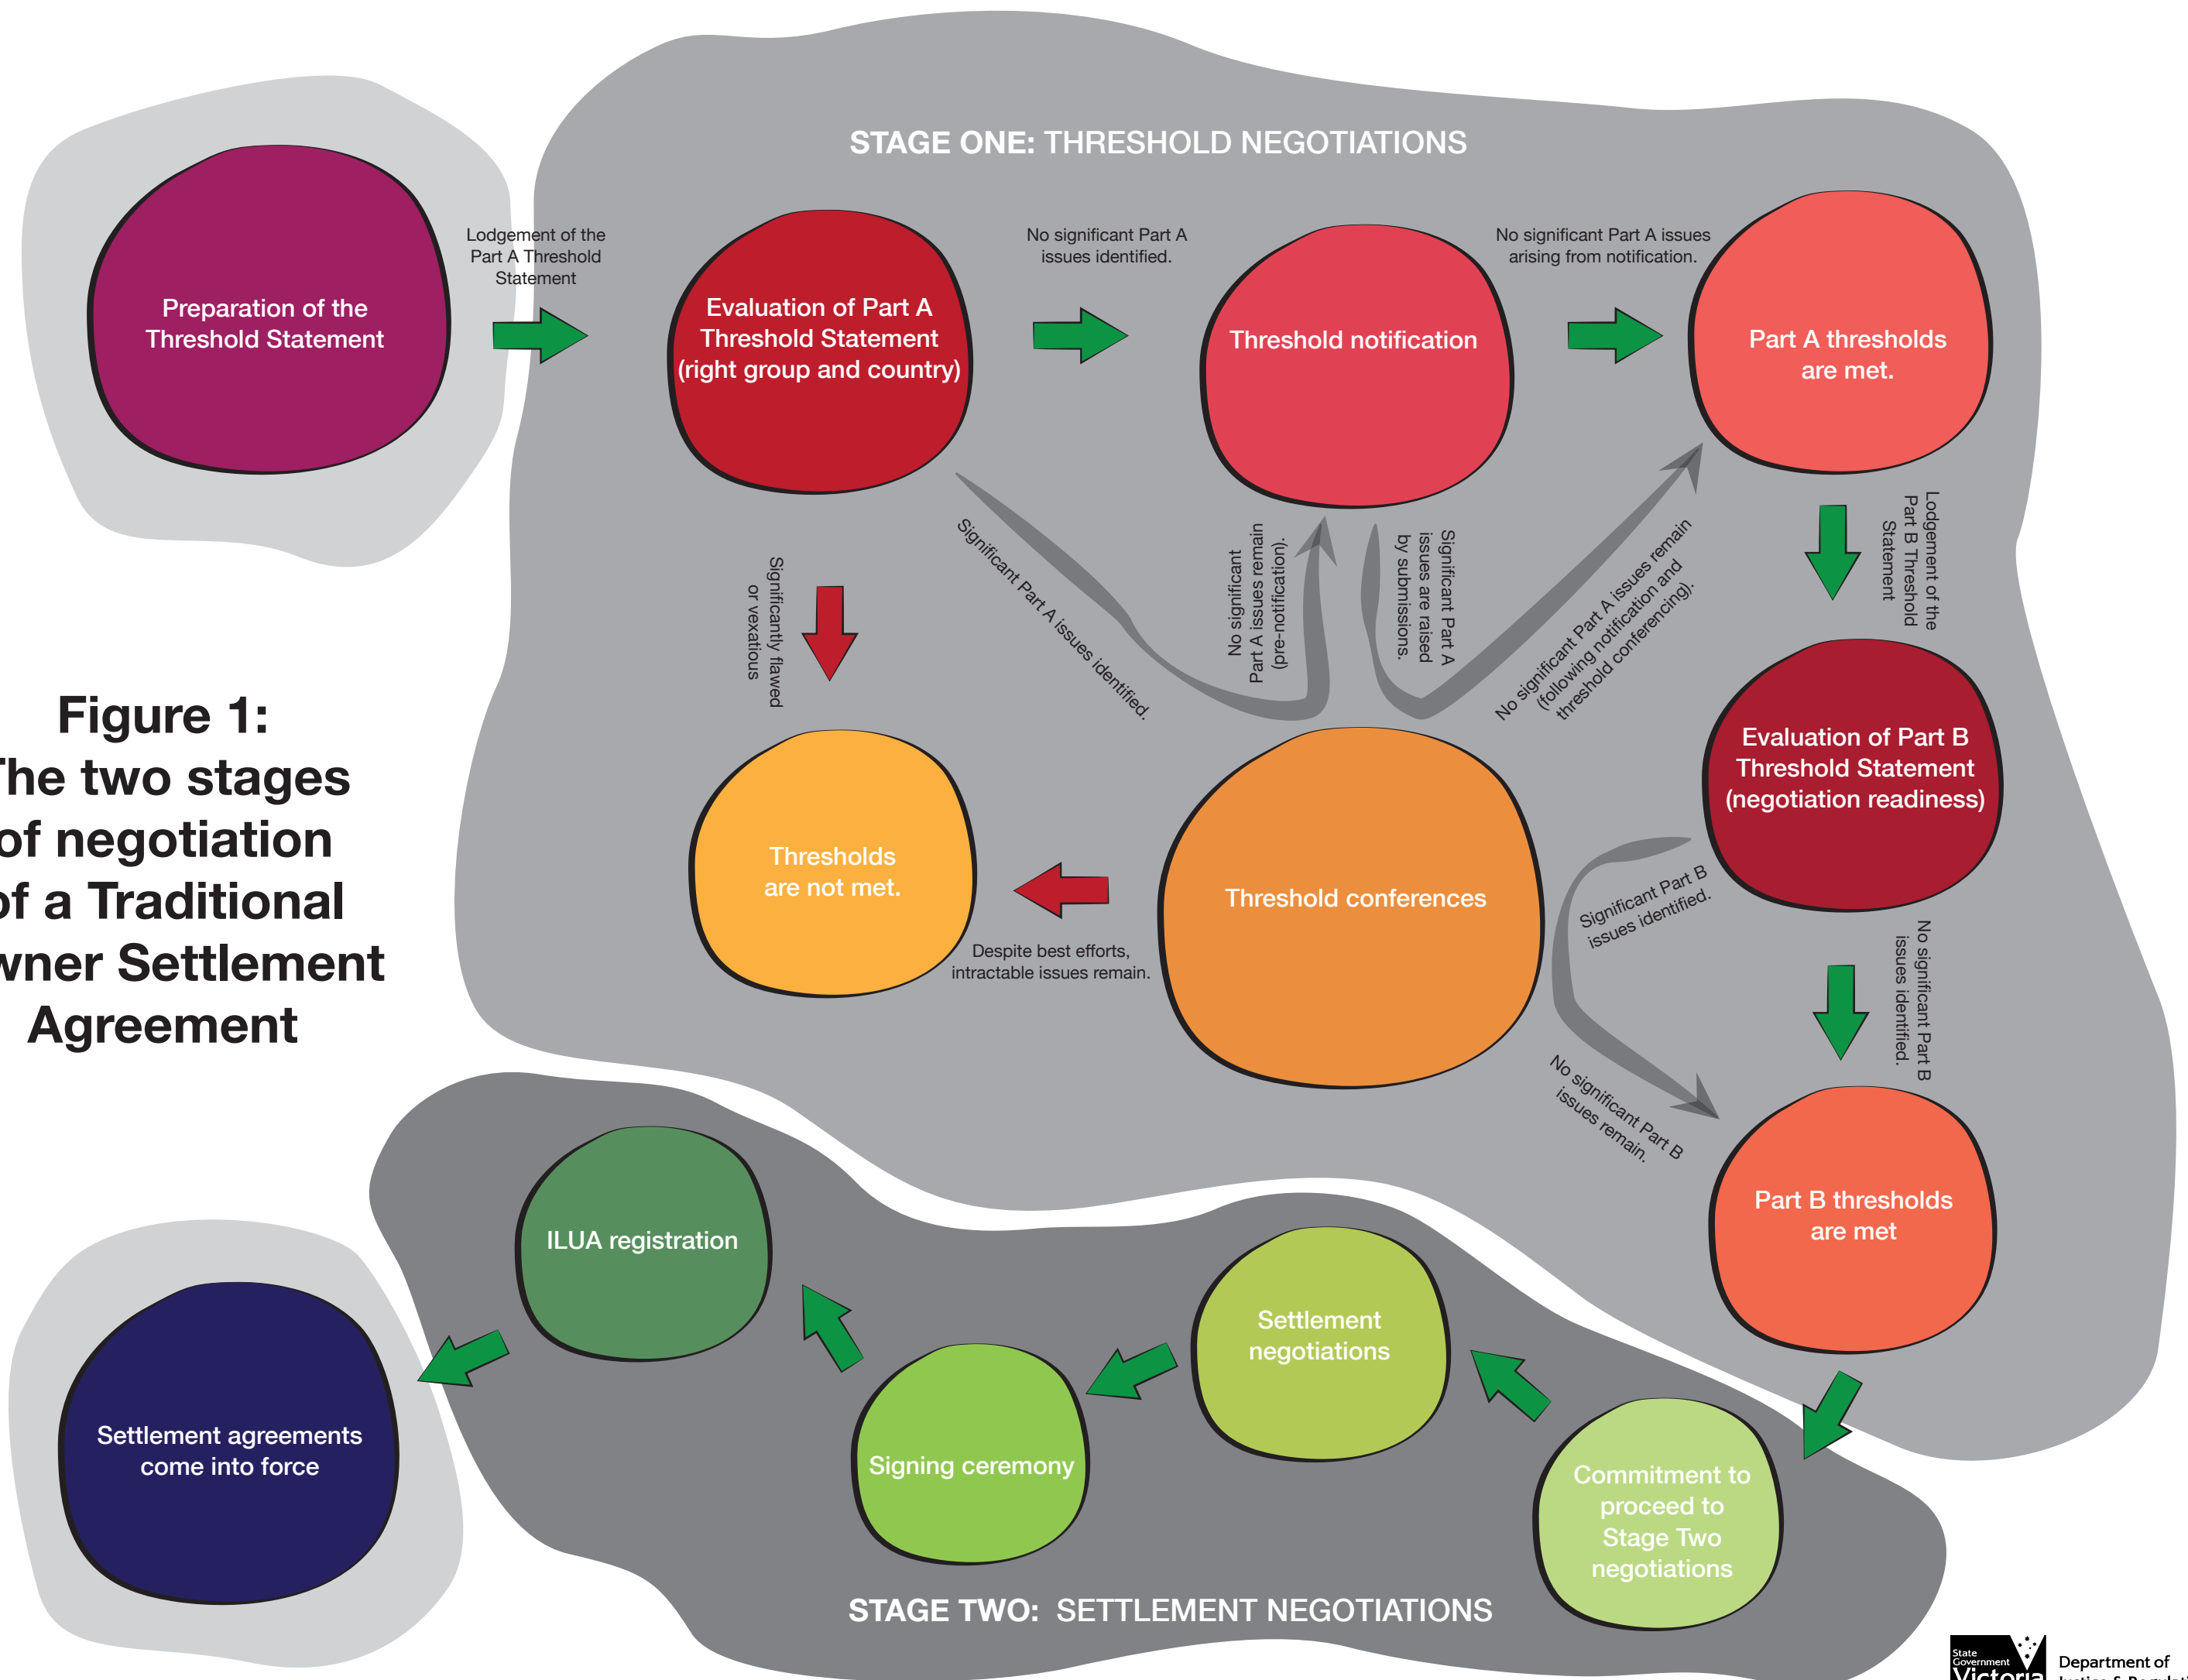 STAGE ONE: THRESHOLD NEGOTIATIONS
Preparation of the
Threshold Statement
Lodgement of the
Part A Threshold
Statement
Evaluation of Part A
Threshold Statement
(right group and country)
No significant Part A
issues identified.
Threshold notification
No significant Part A issues
arising from notification.
Part A thresholds
are met.
Significantly flawed
or vexatious
Significant Part A issues identified.
No significant
Part A issues remain
(pre-notification).
Significant Part A
issues are raised
by submissions.
No significant Part A issues remain
(following notification and
threshold conferencing).
Lodgement of the
Part B Threshold
Statement
Figure 1:
he two stages
of negotiation
of a Traditional
wner Settlement
Agreement
Thresholds
are not met.
Despite best efforts,
intractable issues remain.
Threshold conferences
Evaluation of Part B
Threshold Statement
(negotiation readiness)
Significant Part B
issues identified.
No significant Part B
issues identified.
No significant Part B
issues remain.
Part B thresholds
are met
ILUA registration
Settlement
negotiations
Settlement agreements
come into force
Signing ceremony
Commitment to
proceed to
Stage Two
negotiations
STAGE TWO: SETTLEMENT NEGOTIATIONS
State
Government
Victoria
Department of